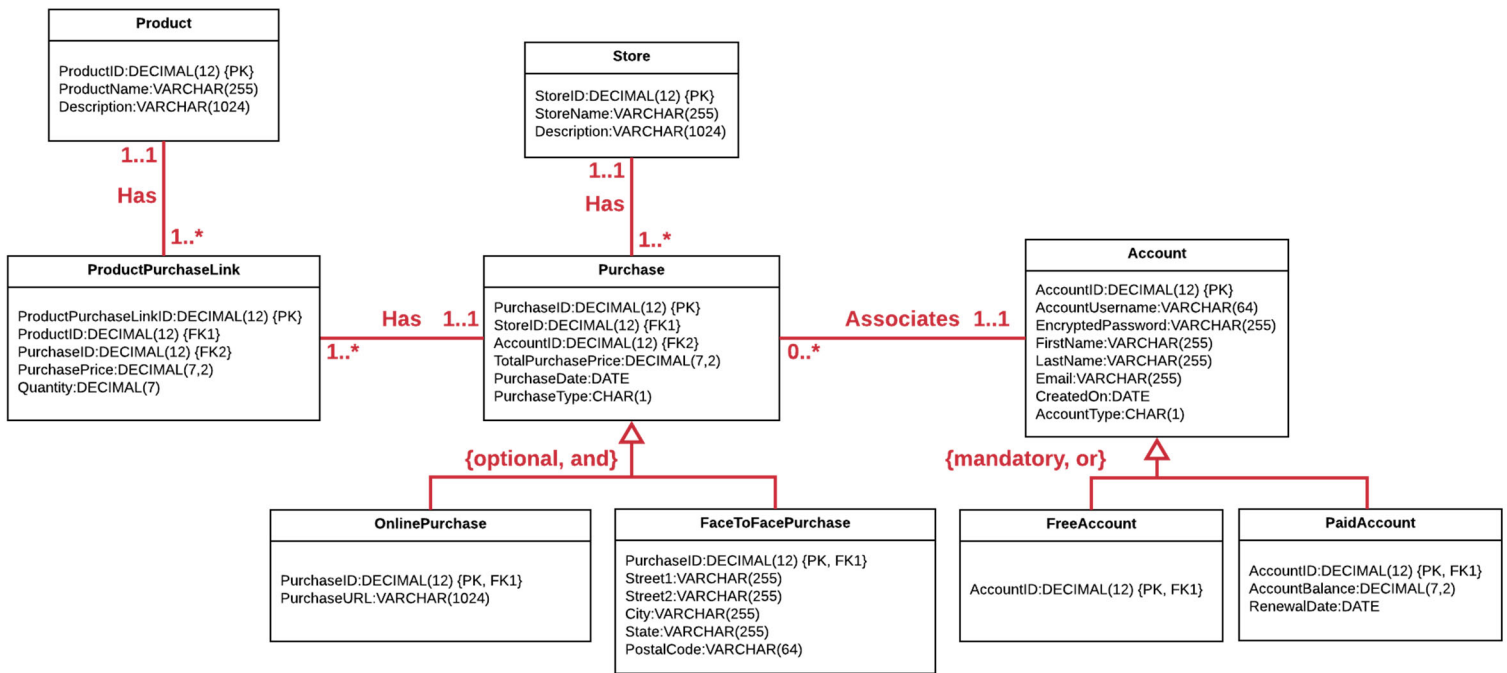 Product
ProductID:DECIMAL(12) {PK}
ProductName:VARCHAR(255)
Description:VARCHAR(1024)
Store
StoreID:DECIMAL(12) {PK}
StoreName:VARCHAR(255)
Description:VARCHAR(1024)
1..1
Has
1..*
1..1
Has
1..*
ProductPurchaseLink
ProductPurchaseLinkID:DECIMAL(12) {PK}
ProductID:DECIMAL(12) {FK1}
PurchaseID:DECIMAL(12) {FK2}
PurchasePrice:DECIMAL(7,2)
Quantity:DECIMAL(7)
Has 1..1
1..*
Purchase
PurchaseID:DECIMAL(12) {PK}
StoreID:DECIMAL(12) {FK1}
AccountID:DECIMAL(12) {FK2}
TotalPurchasePrice:DECIMAL(7,2)
PurchaseDate:DATE
PurchaseType:CHAR(1)
Associates 1..1
0..*
Account
AccountID:DECIMAL(12) {PK}
AccountUsername:VARCHAR(64)
EncryptedPassword:VARCHAR(255)
FirstName:VARCHAR(255)
LastName:VARCHAR(255)
Email:VARCHAR(255)
CreatedOn:DATE
AccountType:CHAR(1)
{optional, and}
{mandatory, or}
OnlinePurchase
PurchaseID:DECIMAL(12) {PK, FK1}
PurchaseURL:VARCHAR(1024)
FaceToFacePurchase
PurchaseID:DECIMAL(12) {PK, FK1}
Street1:VARCHAR(255)
Street2:VARCHAR(255)
City:VARCHAR(255)
State:VARCHAR(255)
PostalCode:VARCHAR(64)
FreeAccount
AccountID:DECIMAL(12) {PK, FK1}
PaidAccount
AccountID:DECIMAL(12) {PK, FK1}
AccountBalance:DECIMAL(7,2)
RenewalDate:DATE